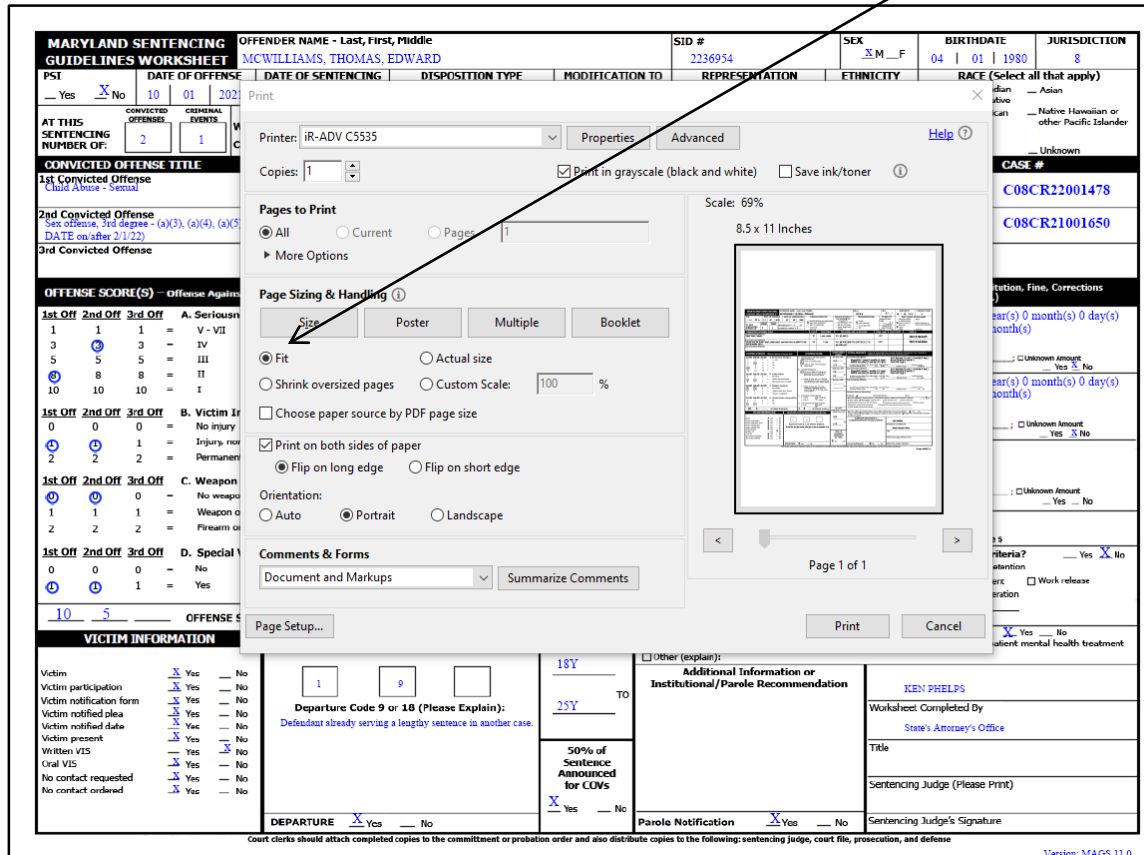 MARYLAND SENTENCING GUIDELINES WORKSHEET
OFFENDER NAME - Last, First, Middle
MCWILLIAMS, THOMAS, EDWARD
SID #
2236954
SEX
X M __ F
BIRTHDATE
04 | 01 | 1980
JURISDICTION
8
PSI
__ Yes X No
DATE OF OFFENSE
10 01 202
DATE OF SENTENCING
DISPOSITION TYPE
MODIFICATION TO
REPRESENTATION
ETHNICITY
RACE (Select all that apply)
__ Asian
__ Native Hawaiian or other Pacific Islander
__ Unknown
AT THIS SENTENCING NUMBER OF:
CONVICTED OFFENSES
2
CRIMINAL EVENTS
1
CONVICTED OFFENSE TITLE
CASE #
1st Convicted Offense
Child Abuse - Sexual
C08CR22001478
2nd Convicted Offense
Sex offense, 3rd degree - (a)(3), (a)(4), (a)(5)
DATE on/after 2/1/22)
C08CR21001650
3rd Convicted Offense
Print
Printer: iR-ADV C5535
Properties
Advanced
Help
Copies: 1
Print in grayscale (black and white)
Save ink/toner
Pages to Print
All
Current
Pages 1
More Options
Page Sizing & Handling
Size
Poster
Multiple
Booklet
Fit
Actual size
Shrink oversized pages
Custom Scale: 100 %
Choose paper source by PDF page size
Print on both sides of paper
Flip on long edge
Flip on short edge
Orientation:
Auto
Portrait
Landscape
Comments & Forms
Document and Markups
Summarize Comments
Page Setup...
Scale: 69%
8.5 x 11 Inches
<
>
Page 1 of 1
Print
Cancel
OFFENSE SCORE(S) – Offense Agains
1st Off 2nd Off 3rd Off A. Seriousn
1 1 1 = V - VII
3 3 3 = IV
5 5 5 = III
8 8 8 = II
10 10 10 = I
1st Off 2nd Off 3rd Off B. Victim In
0 0 0 = No injury
1 1 1 = Injury, non
2 2 2 = Permanen
1st Off 2nd Off 3rd Off C. Weapon
0 0 0 = No weapo
1 1 1 = Weapon o
2 2 2 = Firearm o
1st Off 2nd Off 3rd Off D. Special V
0 0 0 = No
1 1 1 = Yes
10 5 OFFENSE S
itution, Fine, Corrections
ear(s) 0 month(s) 0 day(s)
onth(s)
; Unknown Amount
__ Yes X No
ear(s) 0 month(s) 0 day(s)
onth(s)
; Unknown Amount
__ Yes X No
; Unknown Amount
__ Yes __ No
riteria? __ Yes X No
Work release
X Yes __ No
atient mental health treatment
VICTIM INFORMATION
Victim X Yes __ No
Victim participation X Yes __ No
Victim notification form X Yes __ No
Victim notified plea X Yes __ No
Victim notified date X Yes __ No
Victim present X Yes __ No
Written VIS __ Yes X No
Oral VIS X Yes __ No
No contact requested X Yes __ No
No contact ordered X Yes __ No
1 9
Departure Code 9 or 18 (Please Explain):
Defendant already serving a lengthy sentence in another case.
DEPARTURE X Yes __ No
18Y
TO
25Y
50% of Sentence Announced for COVs
X Yes __ No
Other (explain):
Additional Information or Institutional/Parole Recommendation
Parole Notification X Yes __ No
KEN PHELPS
Worksheet Completed By
State's Attorney's Office
Title
Sentencing Judge (Please Print)
Sentencing Judge's Signature
Court clerks should attach completed copies to the commitment or probation order and also distribute copies to the following: sentencing judge, court file, prosecution, and defense
Version: MAGS 11.0